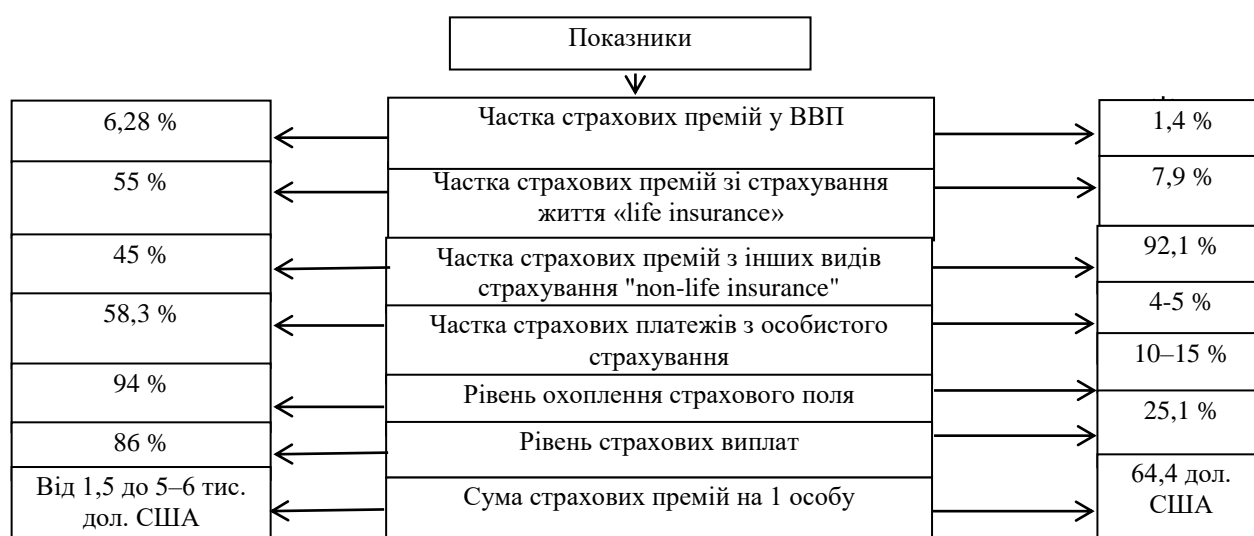 Показники
6,28 %
Частка страхових премій у ВВП
1,4 %
55 %
Частка страхових премій зі страхування
життя «life insurance»
7,9 %
45 %
Частка страхових премій з інших видів
страхування "non-life insurance"
92,1 %
58,3 %
Частка страхових платежів з особистого
страхування
4-5 %
94 %
Рівень охоплення страхового поля
10–15 %
86 %
Рівень страхових виплат
25,1 %
Від 1,5 до 5–6 тис.
дол. США
Сума страхових премій на 1 особу
64,4 дол.
США